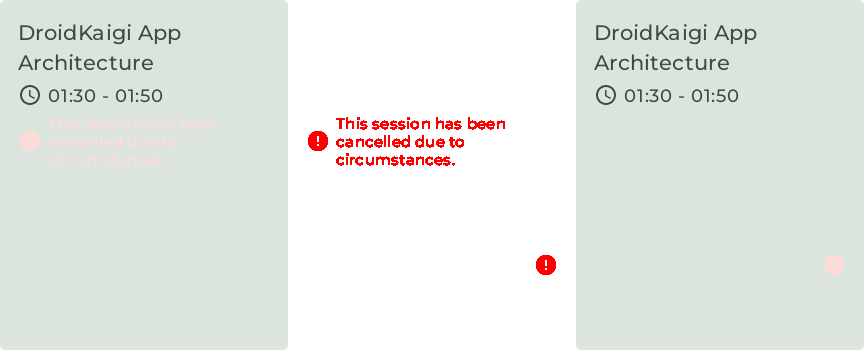 DroidKaigi App
Architecture
01:30 - 01:50
This session has been
cancelled due to
circumstances.
This session has been
cancelled due to
circumstances.
DroidKaigi App
Architecture
01:30 - 01:50